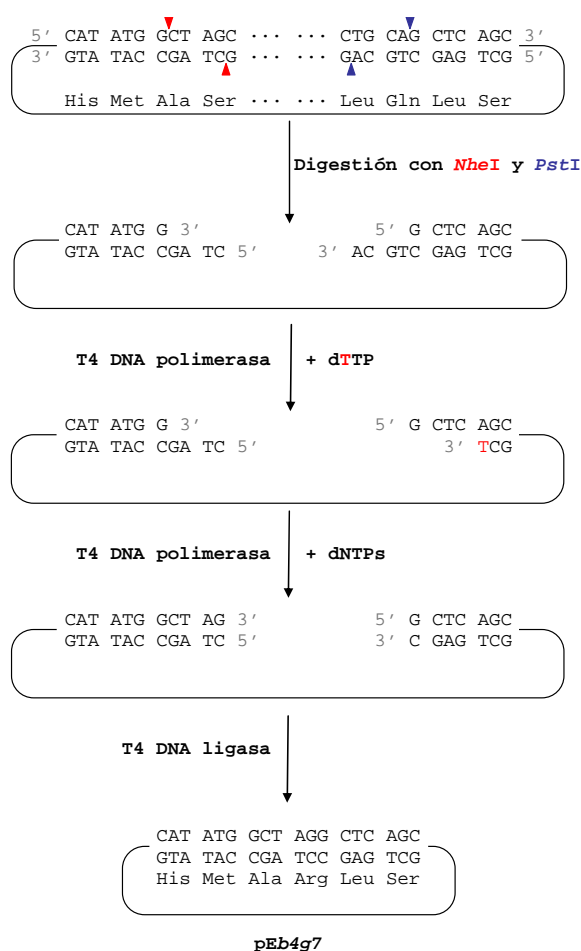 5′ CAT ATG GCT AGC ··· ··· CTG CAG CTC AGC 3′
3′ GTA TAC CGA TCG ··· ··· GAC GTC GAG TCG 5′
His Met Ala Ser ··· ··· Leu Gln Leu Ser
Digestión con NheI y PstI
CAT ATG G 3′ 5′ G CTC AGC
GTA TAC CGA TC 5′ 3′ AC GTC GAG TCG
T4 DNA polimerasa + dTTP
CAT ATG G 3′ 5′ G CTC AGC
GTA TAC CGA TC 5′ 3′ TCG
T4 DNA polimerasa + dNTPs
CAT ATG GCT AG 3′ 5′ G CTC AGC
GTA TAC CGA TC 5′ 3′ C GAG TCG
T4 DNA ligasa
CAT ATG GCT AGG CTC AGC
GTA TAC CGA TCC GAG TCG
His Met Ala Arg Leu Ser
pEb4g7